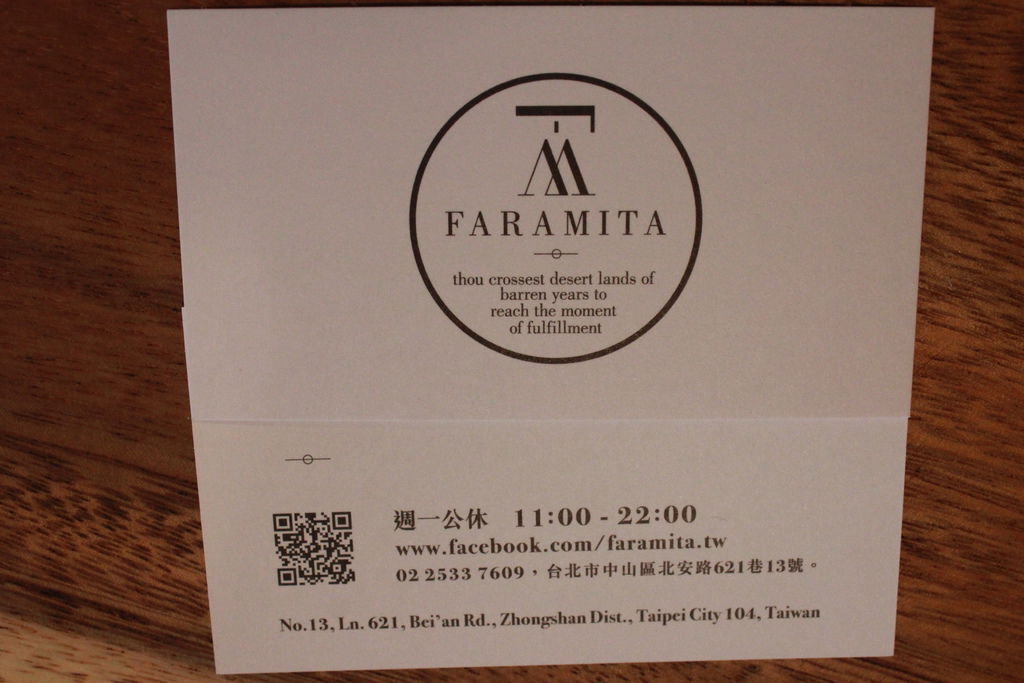 FARAMITA
thou crossest desert lands of
barren years to
reach the moment
of fulfillment
週一公休 11:00 - 22:00
www.facebook.com/faramita.tw
02 2533 7609，台北市中山區北安路621巷13號。
No.13, Ln. 621, Bei'an Rd., Zhongshan Dist., Taipei City 104, Taiwan